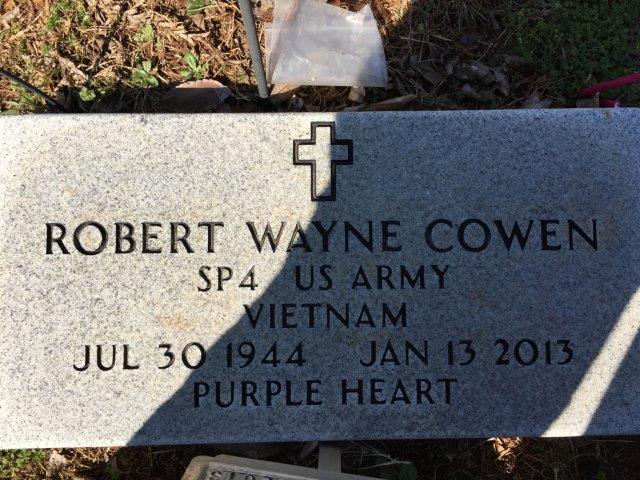 ROBERT WAYNE COWEN
SP4 US ARMY
VIETNAM
JUL 30 1944 JAN 13 2013
PURPLE HEART